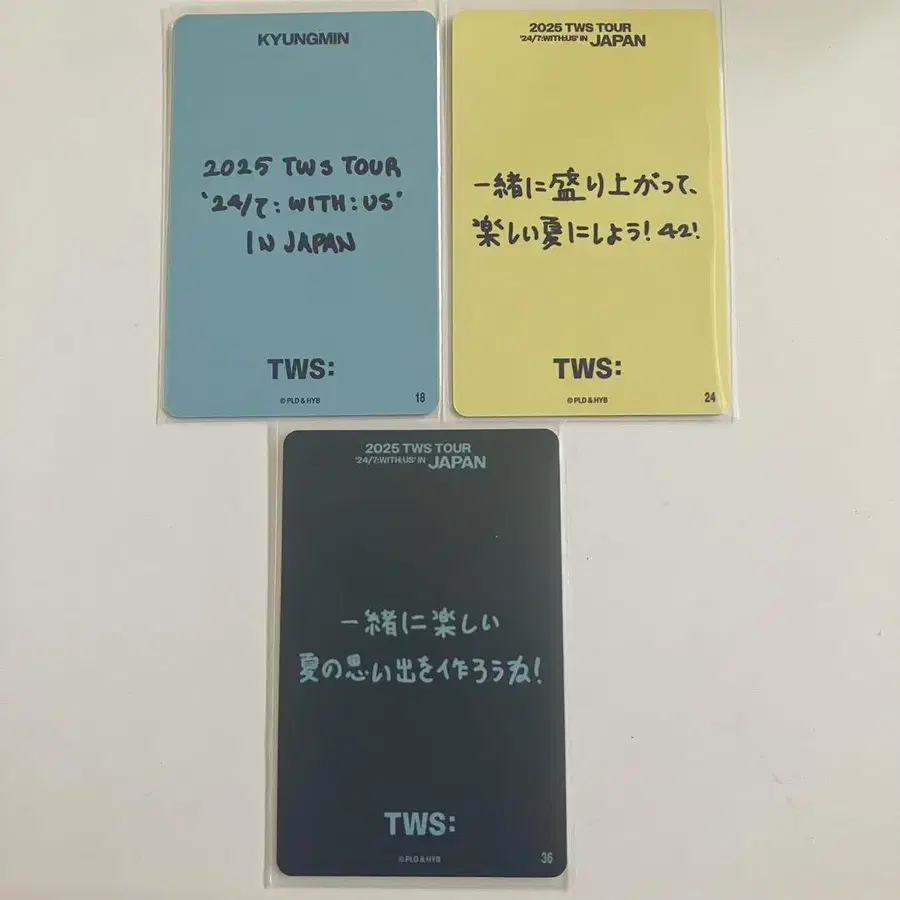 KYUNGMIN
2025 TWS TOUR
'24/7: WITH: US'
IN JAPAN
TWS:
© PLD & HYB
18
2025 TWS TOUR
'24/7:WITH:US' IN JAPAN
一緒に盛り上がって、
楽しい夏にしよう! 42!
TWS:
© PLD & HYB
24
2025 TWS TOUR
'24/7:WITH:US' IN JAPAN
一緒に楽しい
夏の思い出を作ろうね!
TWS:
© PLD & HYB
36